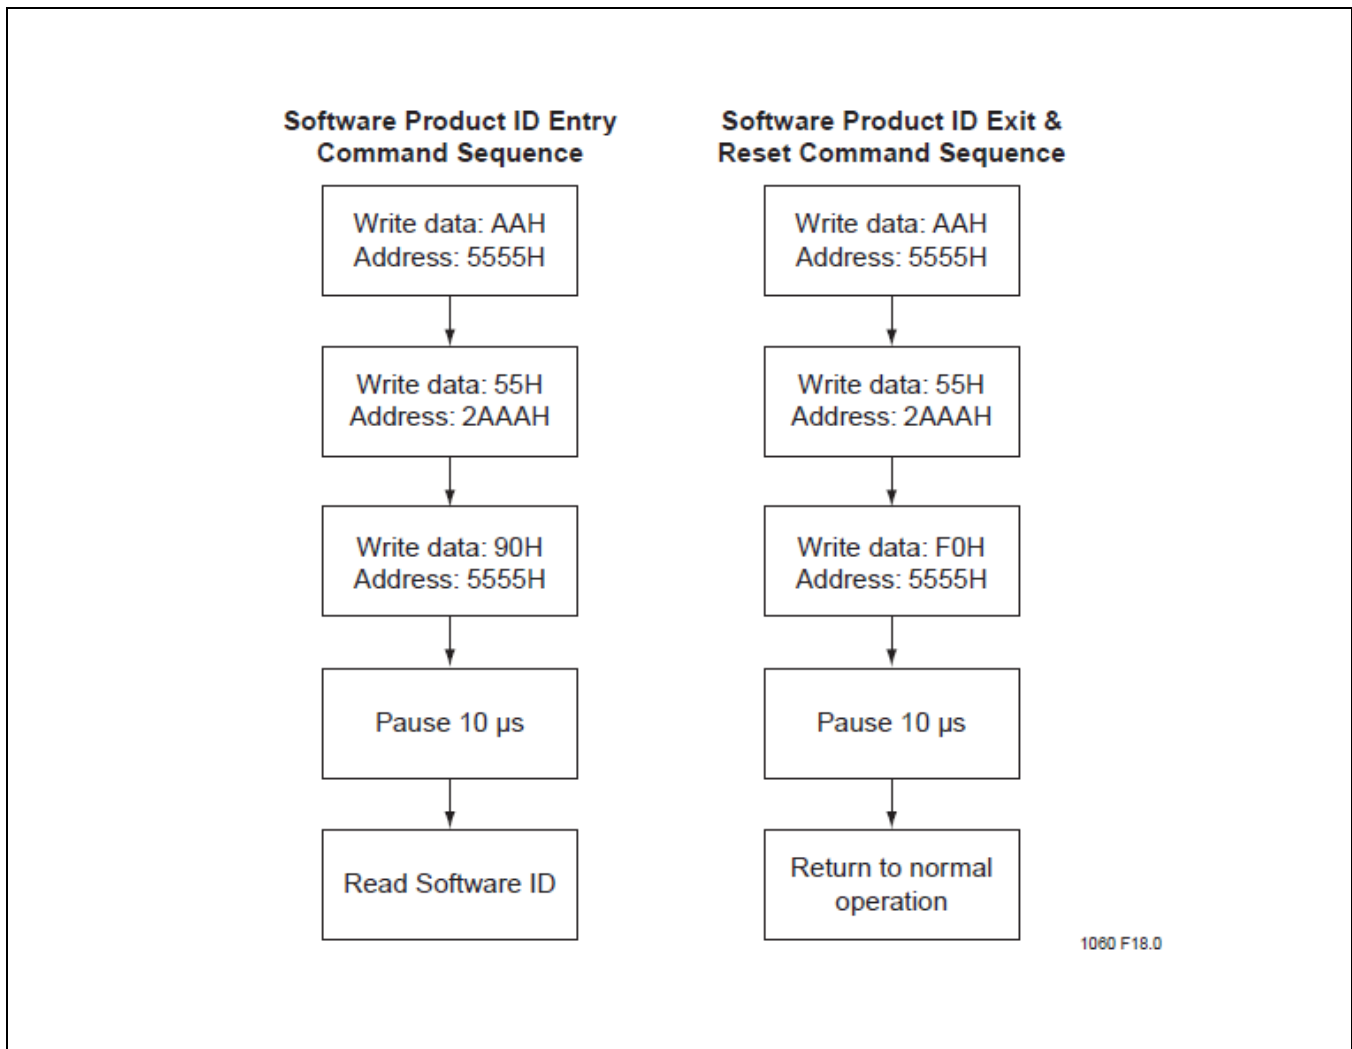 Software Product ID Entry
Command Sequence
Write data: AAH
Address: 5555H
Write data: 55H
Address: 2AAAH
Write data: 90H
Address: 5555H
Pause 10 µs
Read Software ID
Software Product ID Exit &
Reset Command Sequence
Write data: AAH
Address: 5555H
Write data: 55H
Address: 2AAAH
Write data: F0H
Address: 5555H
Pause 10 µs
Return to normal
operation
1060 F18.0